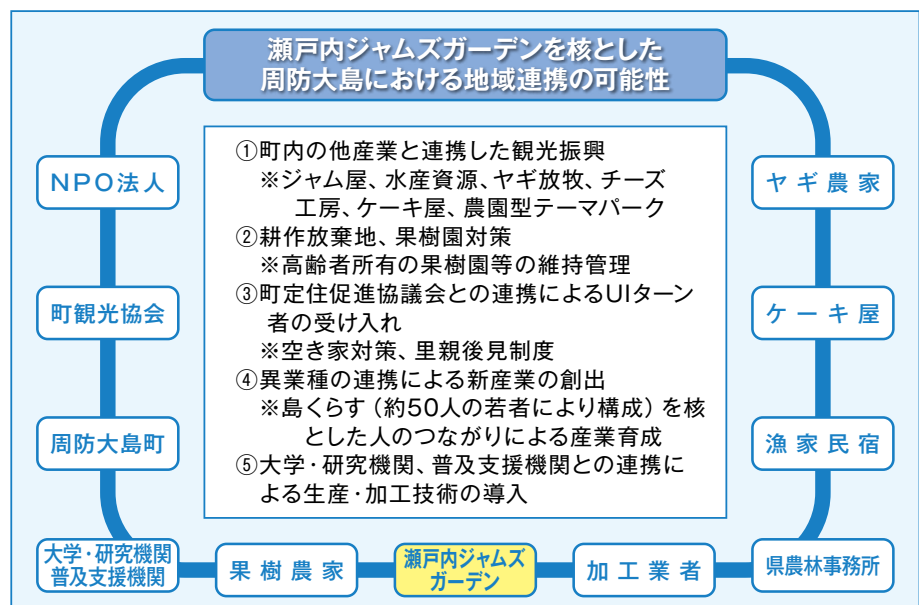 瀬戸内ジャムズガーデンを核とした
周防大島における地域連携の可能性
①町内の他産業と連携した観光振興
※ジャム屋、水産資源、ヤギ放牧、チーズ
工房、ケーキ屋、農園型テーマパーク
②耕作放棄地、果樹園対策
※高齢者所有の果樹園等の維持管理
③町定住促進協議会との連携によるUIターン
者の受け入れ
※空き家対策、里親後見制度
④異業種の連携による新産業の創出
※島くらす（約50人の若者により構成）を核
とした人のつながりによる産業育成
⑤大学・研究機関、普及支援機関との連携に
よる生産・加工技術の導入
NPO法人
町観光協会
周防大島町
大学・研究機関
普及支援機関
果樹農家
瀬戸内ジャムズ
ガーデン
加工業者
県農林事務所
漁家民宿
ケーキ屋
ヤギ農家